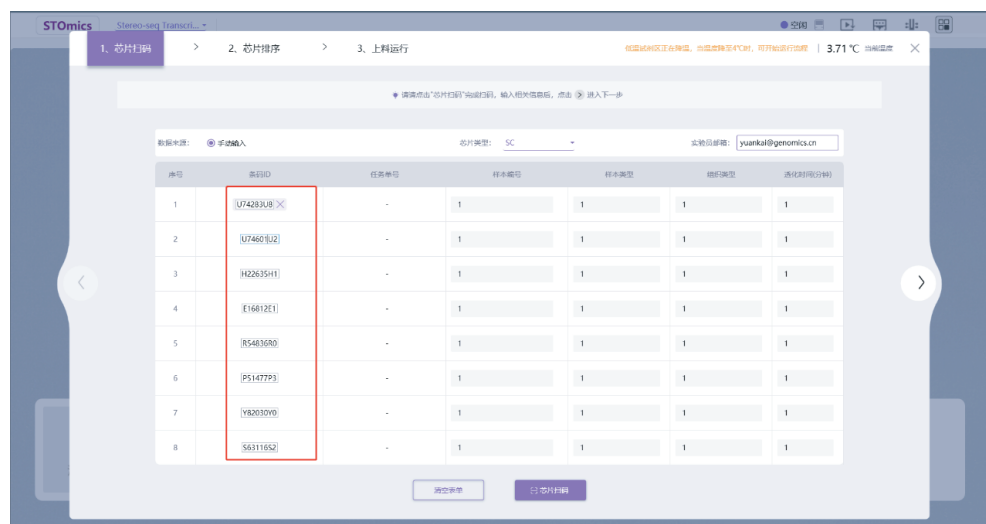 STOmics Stereo-seq Transcri... 空闲
1、芯片扫码 > 2、芯片排序 > 3、上料运行 低温试剂区正在降温，当温度降至4℃时，可开始运行流程 | 3.71 ℃ 当前温度
请点击“芯片扫码”完成扫码，输入相关信息后，点击 进入下一步
数据来源： 手动输入 芯片类型： SC 实验员邮箱： yuankai@genomics.cn
序号 条码ID 任务单号 样本编号 样本类型 组织类型 透化时间(分钟)
1 U74283U8 - 1 1 1 1
2 U74601U2 - 1 1 1 1
3 H22635H1 - 1 1 1 1
4 E16812E1 - 1 1 1 1
5 R54836R0 - 1 1 1 1
6 P51477P3 - 1 1 1 1
7 Y82030Y0 - 1 1 1 1
8 S63116S2 - 1 1 1 1
清空表单 芯片扫码